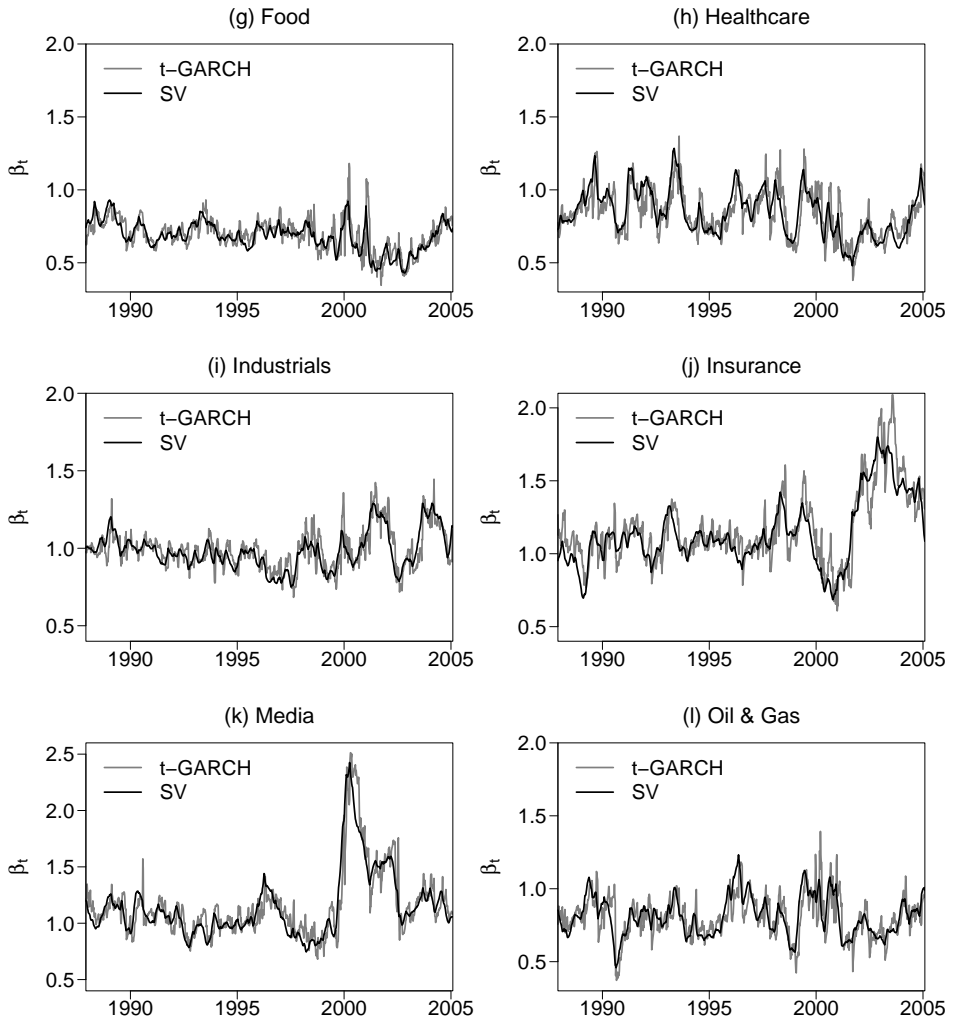 (g) Food
2.0
1.5
1.0
0.5
βt
t−GARCH
SV
1990
1995
2000
2005
(h) Healthcare
2.0
1.5
1.0
0.5
βt
t−GARCH
SV
1990
1995
2000
2005
(i) Industrials
2.0
1.5
1.0
0.5
βt
t−GARCH
SV
1990
1995
2000
2005
(j) Insurance
2.0
1.5
1.0
0.5
βt
t−GARCH
SV
1990
1995
2000
2005
(k) Media
2.5
2.0
1.5
1.0
0.5
βt
t−GARCH
SV
1990
1995
2000
2005
(l) Oil & Gas
2.0
1.5
1.0
0.5
βt
t−GARCH
SV
1990
1995
2000
2005